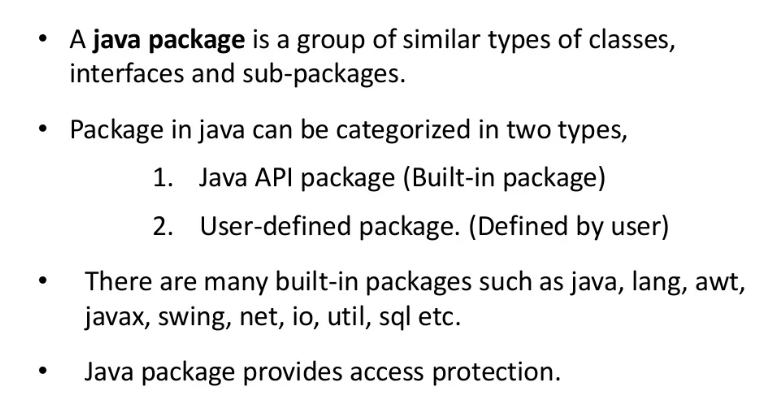 • A java package is a group of similar types of classes,
interfaces and sub-packages.
• Package in java can be categorized in two types,
1. Java API package (Built-in package)
2. User-defined package. (Defined by user)
• There are many built-in packages such as java, lang, awt,
javax, swing, net, io, util, sql etc.
• Java package provides access protection.